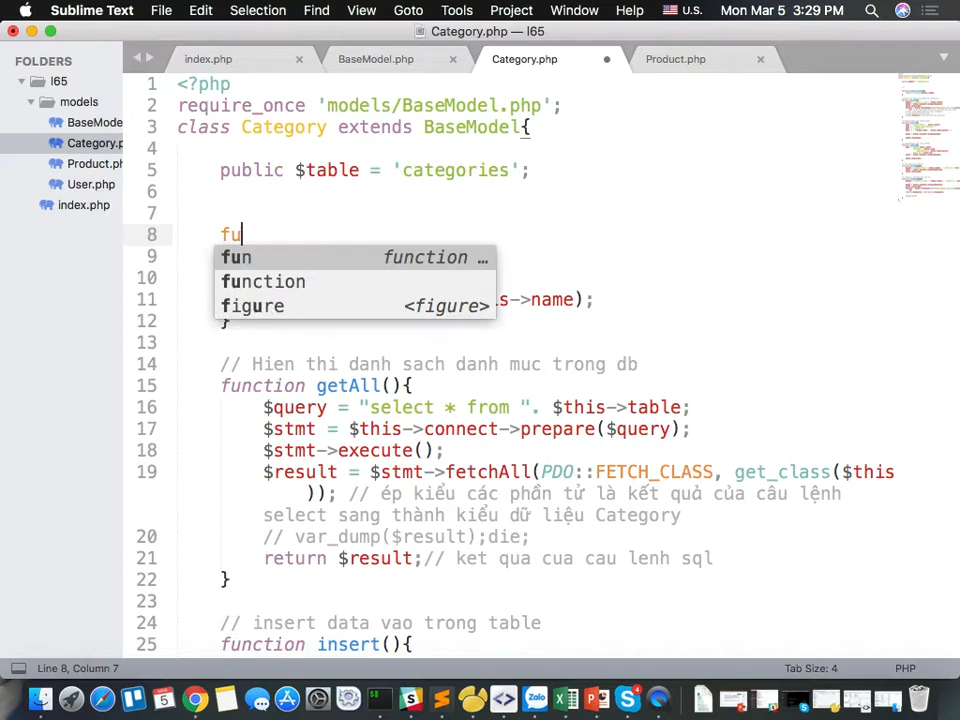 Sublime Text File Edit Selection Find View Goto Tools Project Window Help U.S. Mon Mar 5 3:29 PM
Category.php — l65
FOLDERS
l65
models
BaseMode
Category.p
Product.ph
User.php
index.php
index.php BaseModel.php Category.php Product.php
1 <?php
2 require_once 'models/BaseModel.php';
3 class Category extends BaseModel{
4
5 public $table = 'categories';
6
7
8 fu
9 fun function …
10 function
11 s->name);
figure <figure>
12 }
13
14 // Hien thi danh sach danh muc trong db
15 function getAll(){
16 $query = "select * from ". $this->table;
17 $stmt = $this->connect->prepare($query);
18 $stmt->execute();
19 $result = $stmt->fetchAll(PDO::FETCH_CLASS, get_class($this
)); // ép kiểu các phần tử là kết quả của câu lệnh
select sang thành kiểu dữ liệu Category
20 // var_dump($result);die;
21 return $result;// ket qua cua cau lenh sql
22 }
23
24 // insert data vao trong table
25 function insert(){
Line 8, Column 7 Tab Size: 4 PHP